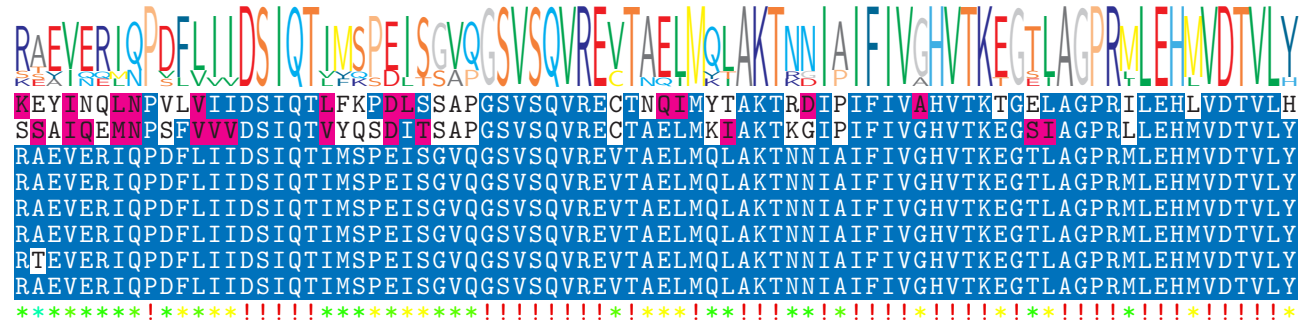 RAEVERIQPDFLIIDSIQTIMSPEISGVQGSVSQVREVTAELMQLAKTNNIAIFIVGHVTKEGTLAGPRMLEHMVDTVLY
KEYINQLNPVLVIIDSIQTLFKPDLSSAPGSVSQVRECTNQIMYTAKTRDIPIFIVAHVTKTGELAGPRILEHLVDTVLH
SSAIQEMNPSFVVVDSIQTVYQSDITSAPGSVSQVRECTAELMKIAKTKGIPIFIVGHVTKEGSIAGPRLLEHMVDTVLY
RAEVERIQPDFLIIDSIQTIMSPEISGVQGSVSQVREVTAELMQLAKTNNIAIFIVGHVTKEGTLAGPRMLEHMVDTVLY
RAEVERIQPDFLIIDSIQTIMSPEISGVQGSVSQVREVTAELMQLAKTNNIAIFIVGHVTKEGTLAGPRMLEHMVDTVLY
RAEVERIQPDFLIIDSIQTIMSPEISGVQGSVSQVREVTAELMQLAKTNNIAIFIVGHVTKEGTLAGPRMLEHMVDTVLY
RAEVERIQPDFLIIDSIQTIMSPEISGVQGSVSQVREVTAELMQLAKTNNIAIFIVGHVTKEGTLAGPRMLEHMVDTVLY
RTEVERIQPDFLIIDSIQTIMSPEISGVQGSVSQVREVTAELMQLAKTNNIAIFIVGHVTKEGTLAGPRMLEHMVDTVLY
RAEVERIQPDFLIIDSIQTIMSPEISGVQGSVSQVREVTAELMQLAKTNNIAIFIVGHVTKEGTLAGPRMLEHMVDTVLY
********!*****!!!!!**********!!!!!!!!*!***!**!!!**!*!!!!*!!!!*!**!!!!*!!!*!!!!!*